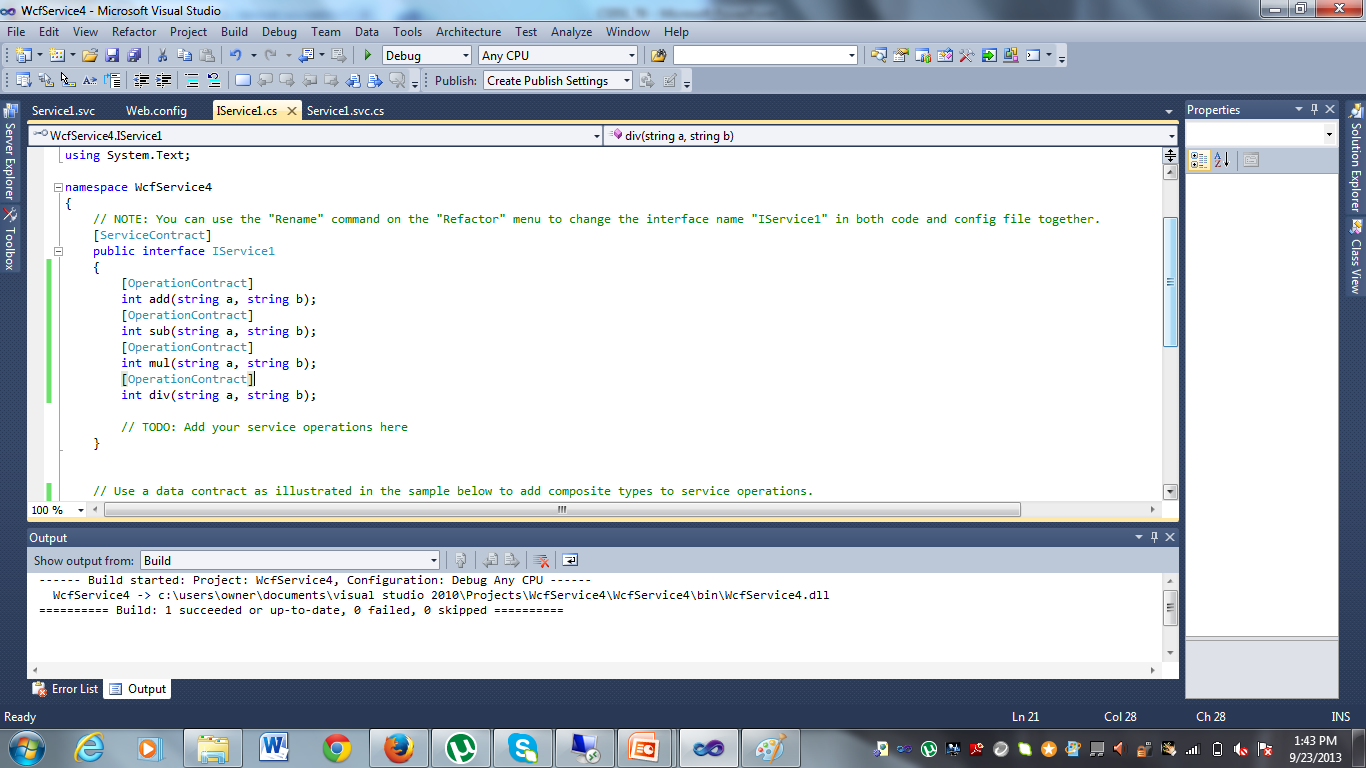 WcfService4 - Microsoft Visual Studio
File Edit View Refactor Project Build Debug Team Data Tools Architecture Test Analyze Window Help
Debug Any CPU
Publish: Create Publish Settings
Service1.svc Web.config IService1.cs Service1.svc.cs
WcfService4.IService1 div(string a, string b)
using System.Text;
namespace WcfService4
{
// NOTE: You can use the "Rename" command on the "Refactor" menu to change the interface name "IService1" in both code and config file together.
[ServiceContract]
public interface IService1
{
[OperationContract]
int add(string a, string b);
[OperationContract]
int sub(string a, string b);
[OperationContract]
int mul(string a, string b);
[OperationContract]
int div(string a, string b);
// TODO: Add your service operations here
}
// Use a data contract as illustrated in the sample below to add composite types to service operations.
100 %
Server Explorer
Toolbox
Properties
Solution Explorer
Class View
Output
Show output from: Build
------ Build started: Project: WcfService4, Configuration: Debug Any CPU ------
WcfService4 -> c:\users\owner\documents\visual studio 2010\Projects\WcfService4\WcfService4\bin\WcfService4.dll
========== Build: 1 succeeded or up-to-date, 0 failed, 0 skipped ==========
Error List Output
Ready Ln 21 Col 28 Ch 28 INS
1:43 PM
9/23/2013